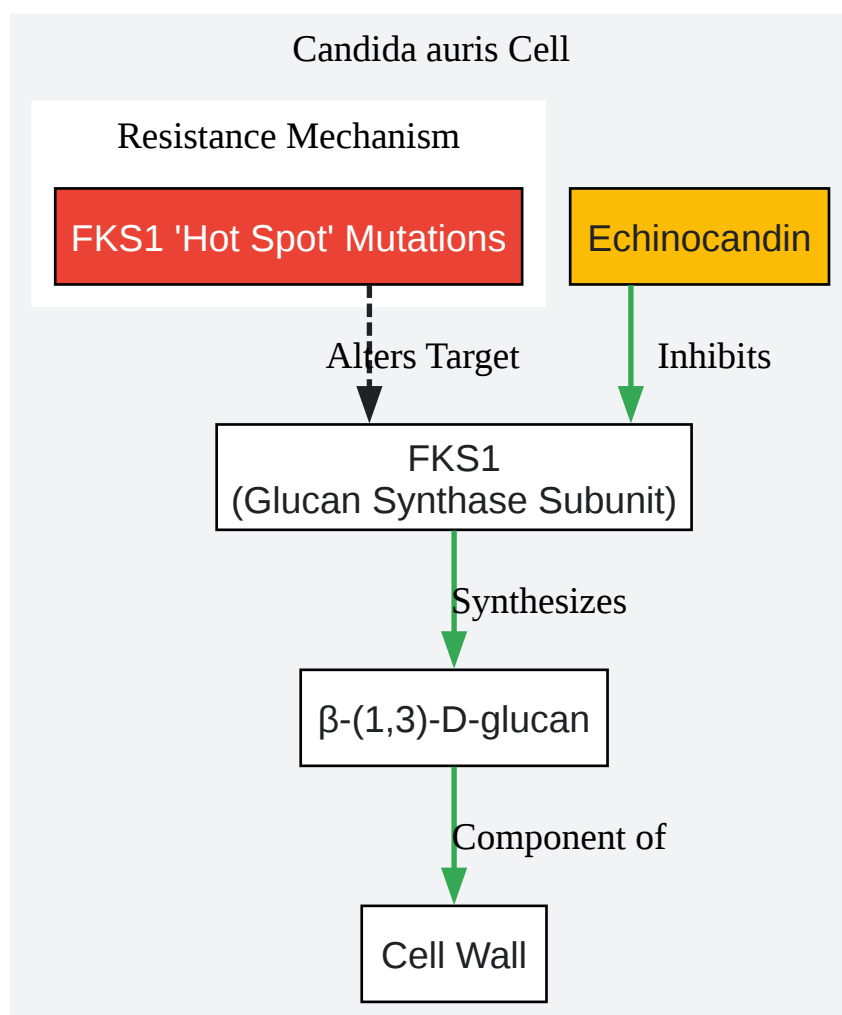 Candida auris Cell
Resistance Mechanism
FKS1 'Hot Spot' Mutations
Echinocandin
Alters Target
Inhibits
FKS1
(Glucan Synthase Subunit)
Synthesizes
β-(1,3)-D-glucan
Component of
Cell Wall